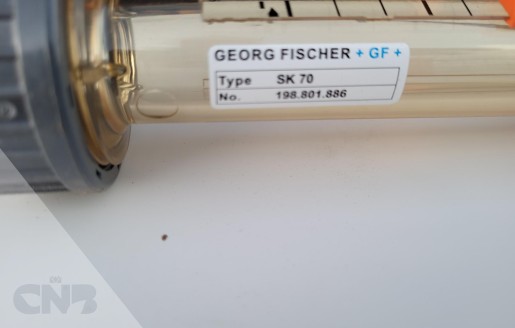 GEORG FISCHER + GF +
Type SK 70
No. 198.801.886
CNB